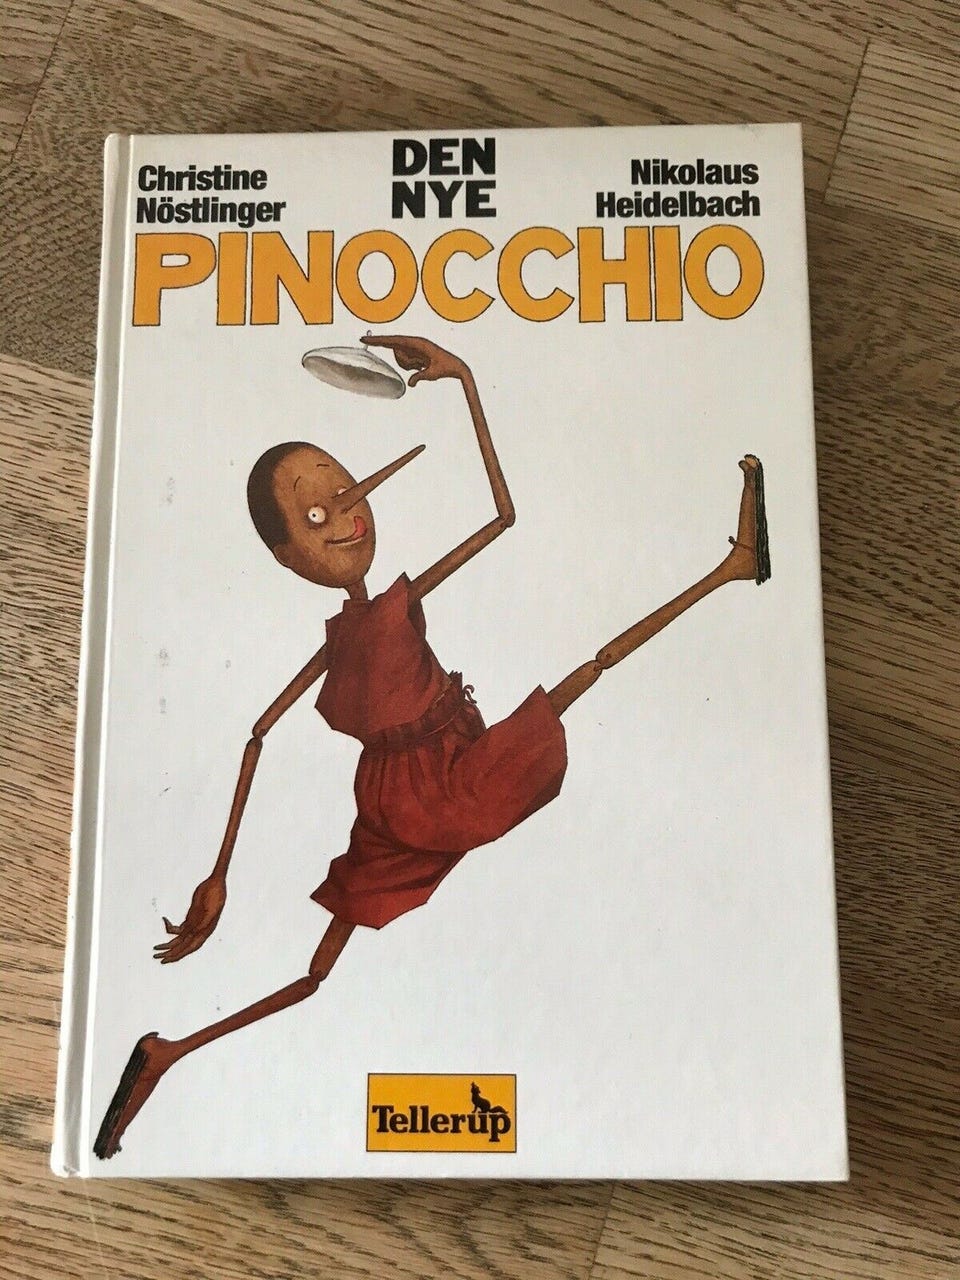 Christine
Nöstlinger
DEN
NYE
Nikolaus
Heidelbach
PINOCCHIO
Tellerup